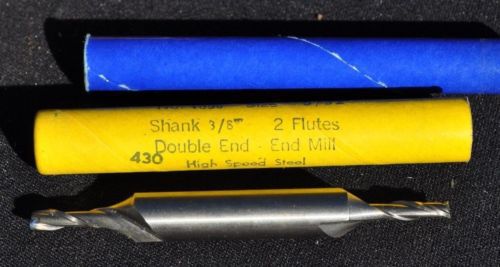 Shank 3/8" 2 Flutes
Double End - End Mill
430 High Speed Steel